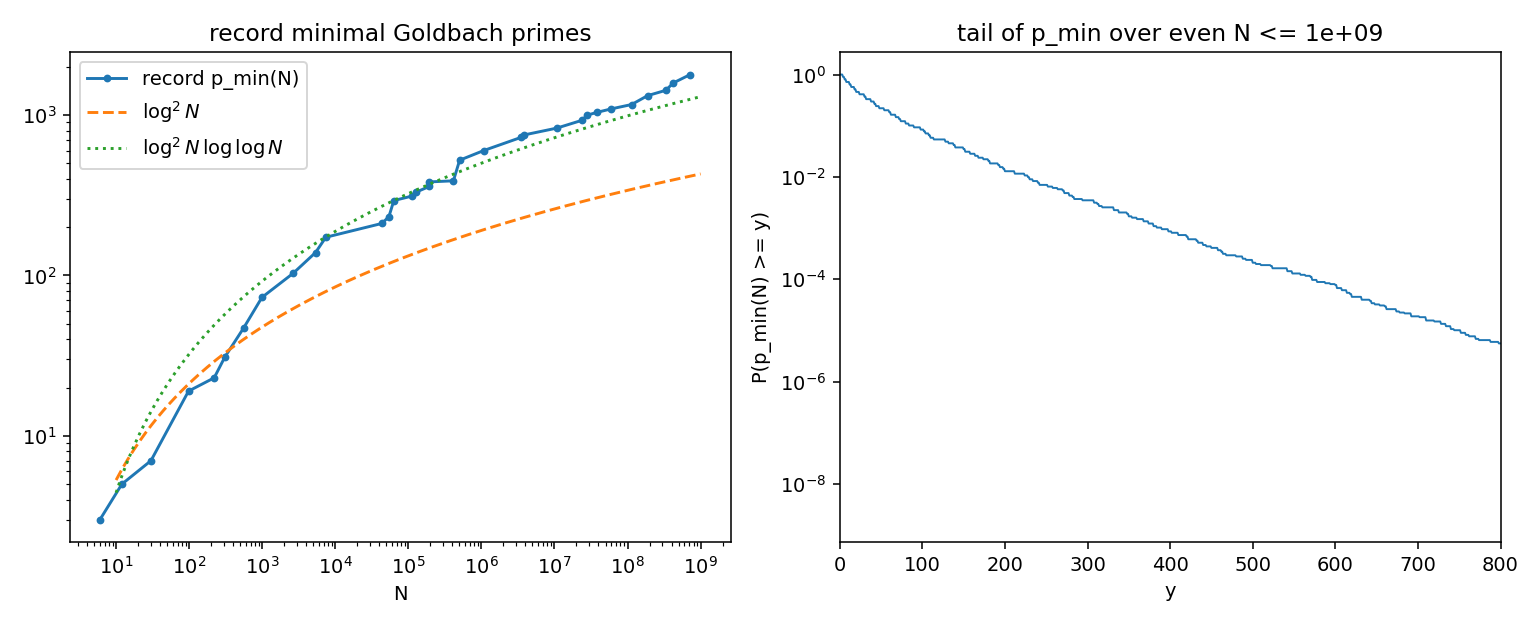 record minimal Goldbach primes
record p_min(N)
log² N
log² N log log N
10³
10²
10¹
10¹ 10² 10³ 10⁴ 10⁵ 10⁶ 10⁷ 10⁸ 10⁹
N
tail of p_min over even N <= 1e+09
P(p_min(N) >= y)
10⁰
10⁻²
10⁻⁴
10⁻⁶
10⁻⁸
0 100 200 300 400 500 600 700 800
y